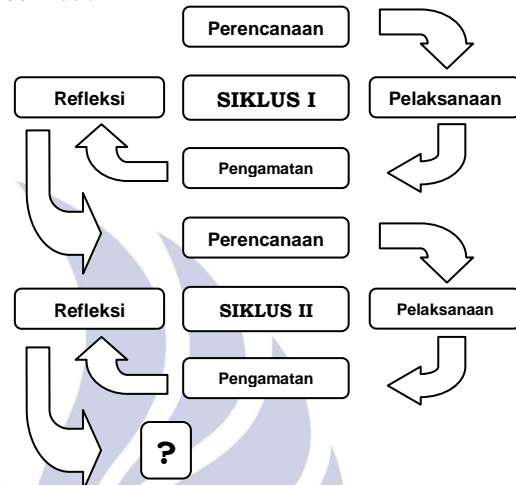 Perencanaan
Refleksi
SIKLUS I
Pelaksanaan
Pengamatan
Perencanaan
Refleksi
SIKLUS II
Pelaksanaan
Pengamatan
?